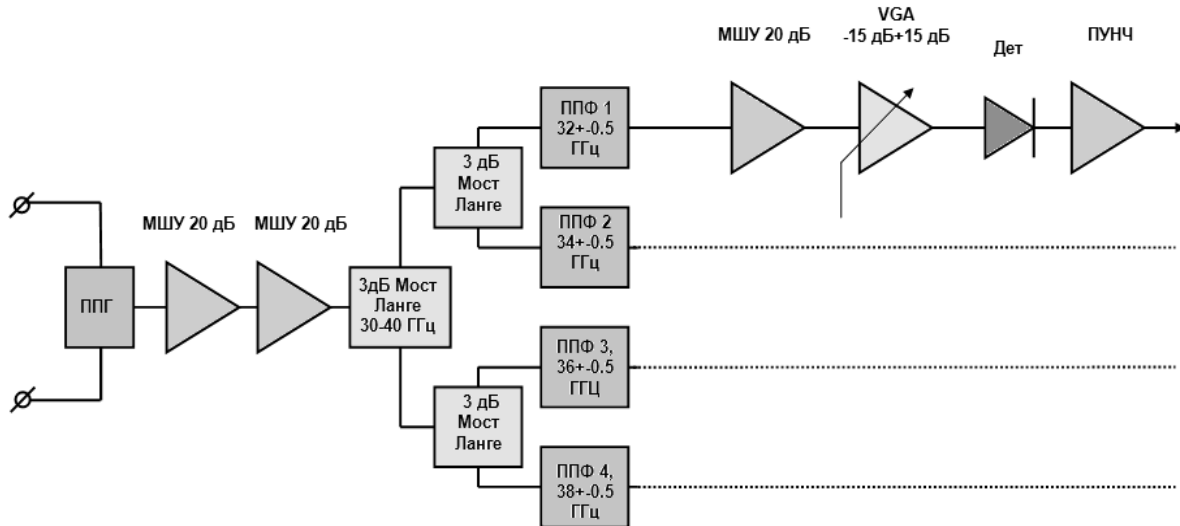 VGA
МШУ 20 дБ
-15 дБ+15 дБ
Дет
ПУНЧ
ППФ 1
32+-0.5
ГГц
3 дБ
Мост
Ланге
ППФ 2
34+-0.5
ГГц
МШУ 20 дБ
МШУ 20 дБ
ППГ
3дБ Мост
Ланге
30-40 ГГц
ППФ 3,
36+-0.5
ГГЦ
3 дБ
Мост
Ланге
ППФ 4,
38+-0.5
ГГц